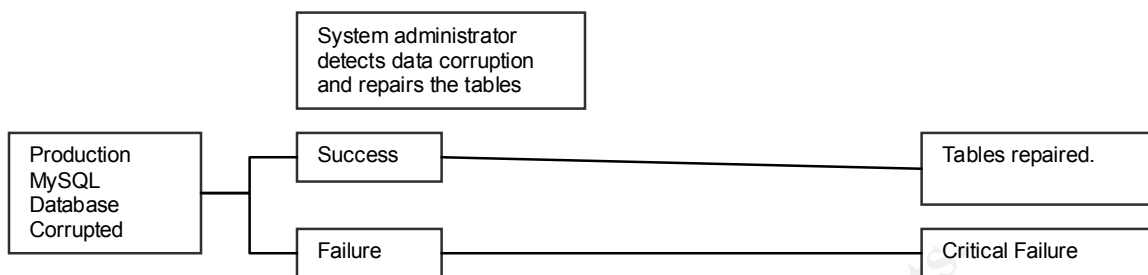 System administrator
detects data corruption
and repairs the tables
Production
MySQL
Database
Corrupted
Success
Tables repaired.
Failure
Critical Failure